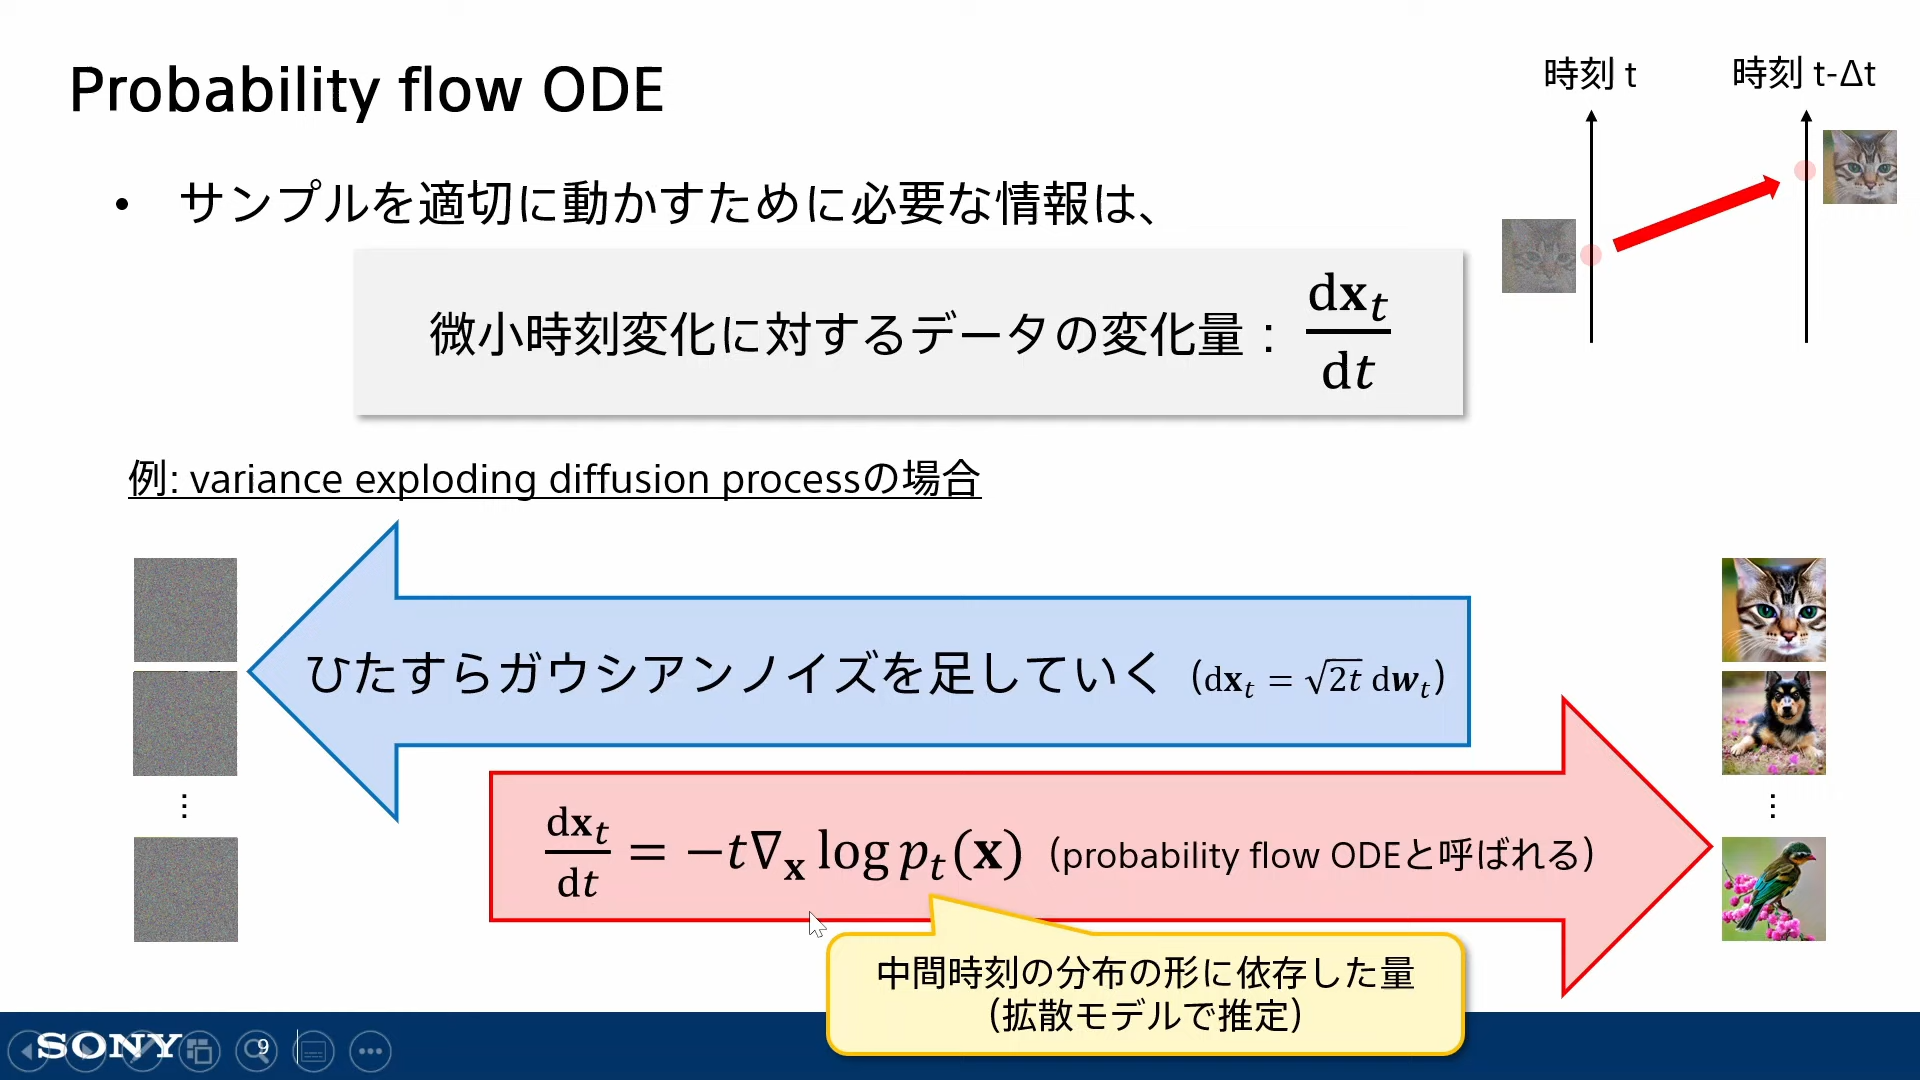 Probability flow ODE
時刻 t
時刻 t-Δt
• サンプルを適切に動かすために必要な情報は、
微小時刻変化に対するデータの変化量： d𝐱ₜ/dt
例: variance exploding diffusion processの場合
ひたすらガウシアンノイズを足していく（d𝐱ₜ = √2t d𝒘ₜ）
⋮
⋮
d𝐱ₜ/dt = −t∇𝐱 log pₜ(𝐱)（probability flow ODEと呼ばれる）
中間時刻の分布の形に依存した量
（拡散モデルで推定）
SONY
9